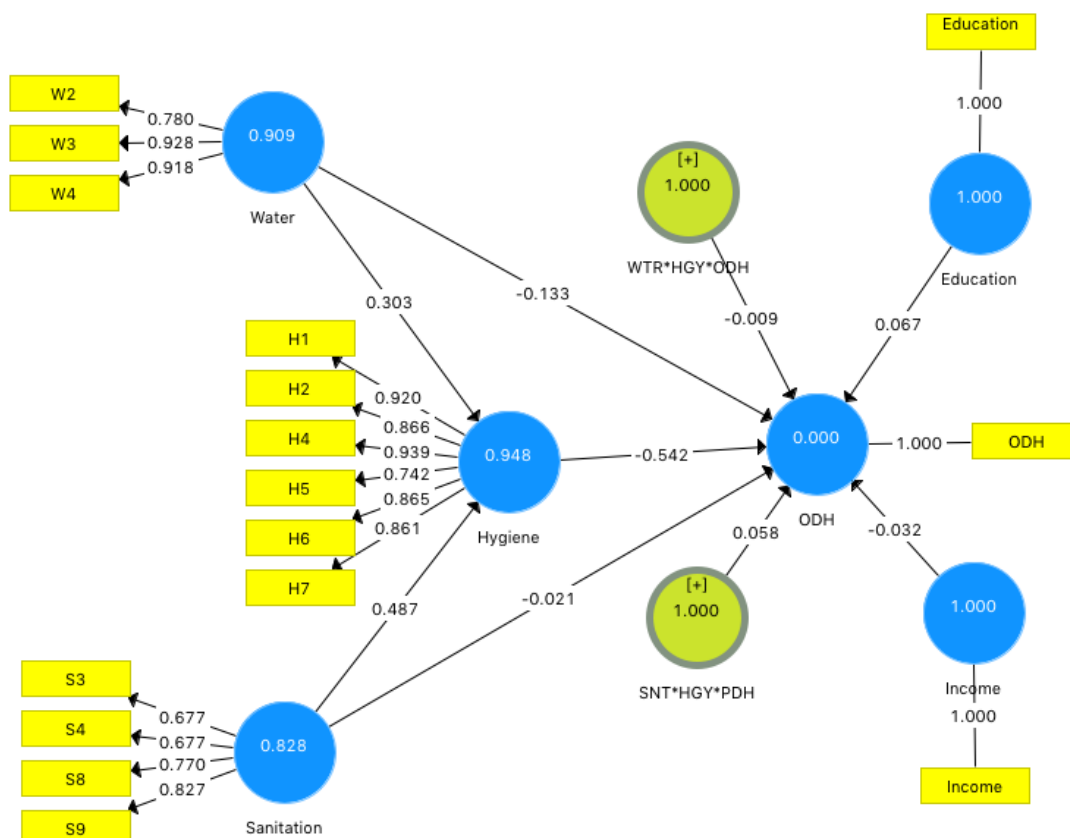 Education
1.000
1.000
Education
0.067
W2
W3
W4
0.780
0.928
0.918
0.909
Water
0.303
-0.133
[+]
1.000
WTR*HGY*ODH
-0.009
H1
H2
H4
H5
H6
H7
0.920
0.866
0.939
0.742
0.865
0.861
0.948
Hygiene
-0.542
0.000
ODH
1.000
ODH
0.487
-0.021
[+]
1.000
SNT*HGY*PDH
0.058
-0.032
1.000
Income
1.000
Income
S3
S4
S8
S9
0.677
0.677
0.770
0.827
0.828
Sanitation